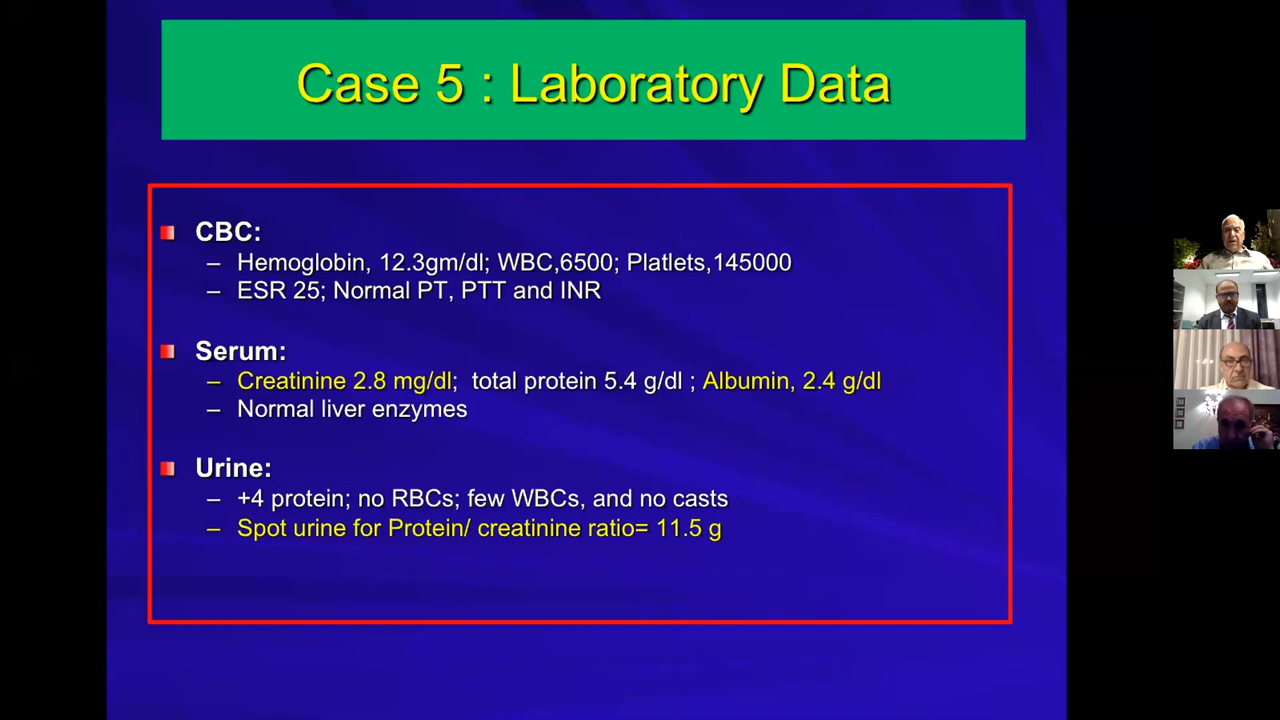 Case 5 : Laboratory Data
CBC:
– Hemoglobin, 12.3gm/dl; WBC,6500; Platlets,145000
– ESR 25; Normal PT, PTT and INR
Serum:
– Creatinine 2.8 mg/dl; total protein 5.4 g/dl ; Albumin, 2.4 g/dl
– Normal liver enzymes
Urine:
– +4 protein; no RBCs; few WBCs, and no casts
– Spot urine for Protein/ creatinine ratio= 11.5 g